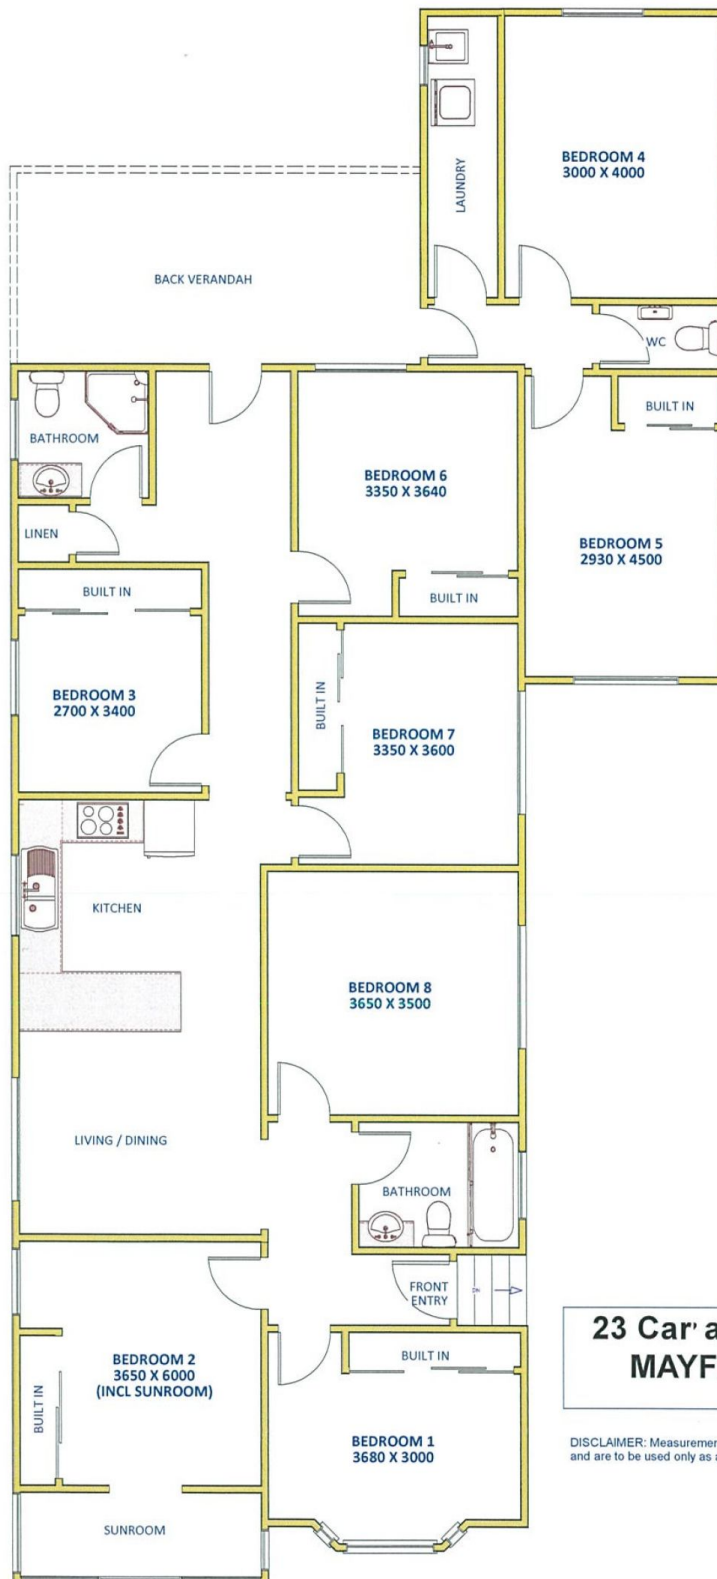 BEDROOM 4
3000 X 4000
LAUNDRY
BACK VERANDAH
WC
BUILT IN
BATHROOM
BEDROOM 6
3350 X 3640
LINEN
BEDROOM 5
2930 X 4500
BUILT IN
BUILT IN
BEDROOM 3
2700 X 3400
BUILT IN
BEDROOM 7
3350 X 3600
KITCHEN
BEDROOM 8
3650 X 3500
LIVING / DINING
BATHROOM
FRONT
ENTRY
DN
BEDROOM 2
3650 X 6000
(INCL SUNROOM)
BUILT IN
BUILT IN
BEDROOM 1
3680 X 3000
SUNROOM
23
MAYF
DISCLAIMER:
and are to be used only as